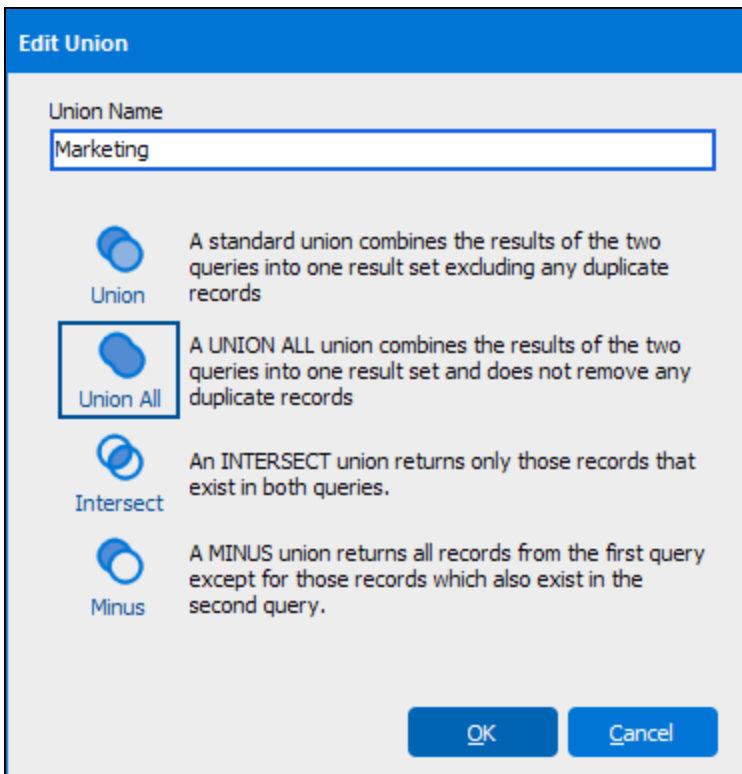 Edit Union
Union Name
Marketing
Union
A standard union combines the results of the two
queries into one result set excluding any duplicate
records
Union All
A UNION ALL union combines the results of the two
queries into one result set and does not remove any
duplicate records
Intersect
An INTERSECT union returns only those records that
exist in both queries.
Minus
A MINUS union returns all records from the first query
except for those records which also exist in the
second query.
OK
Cancel